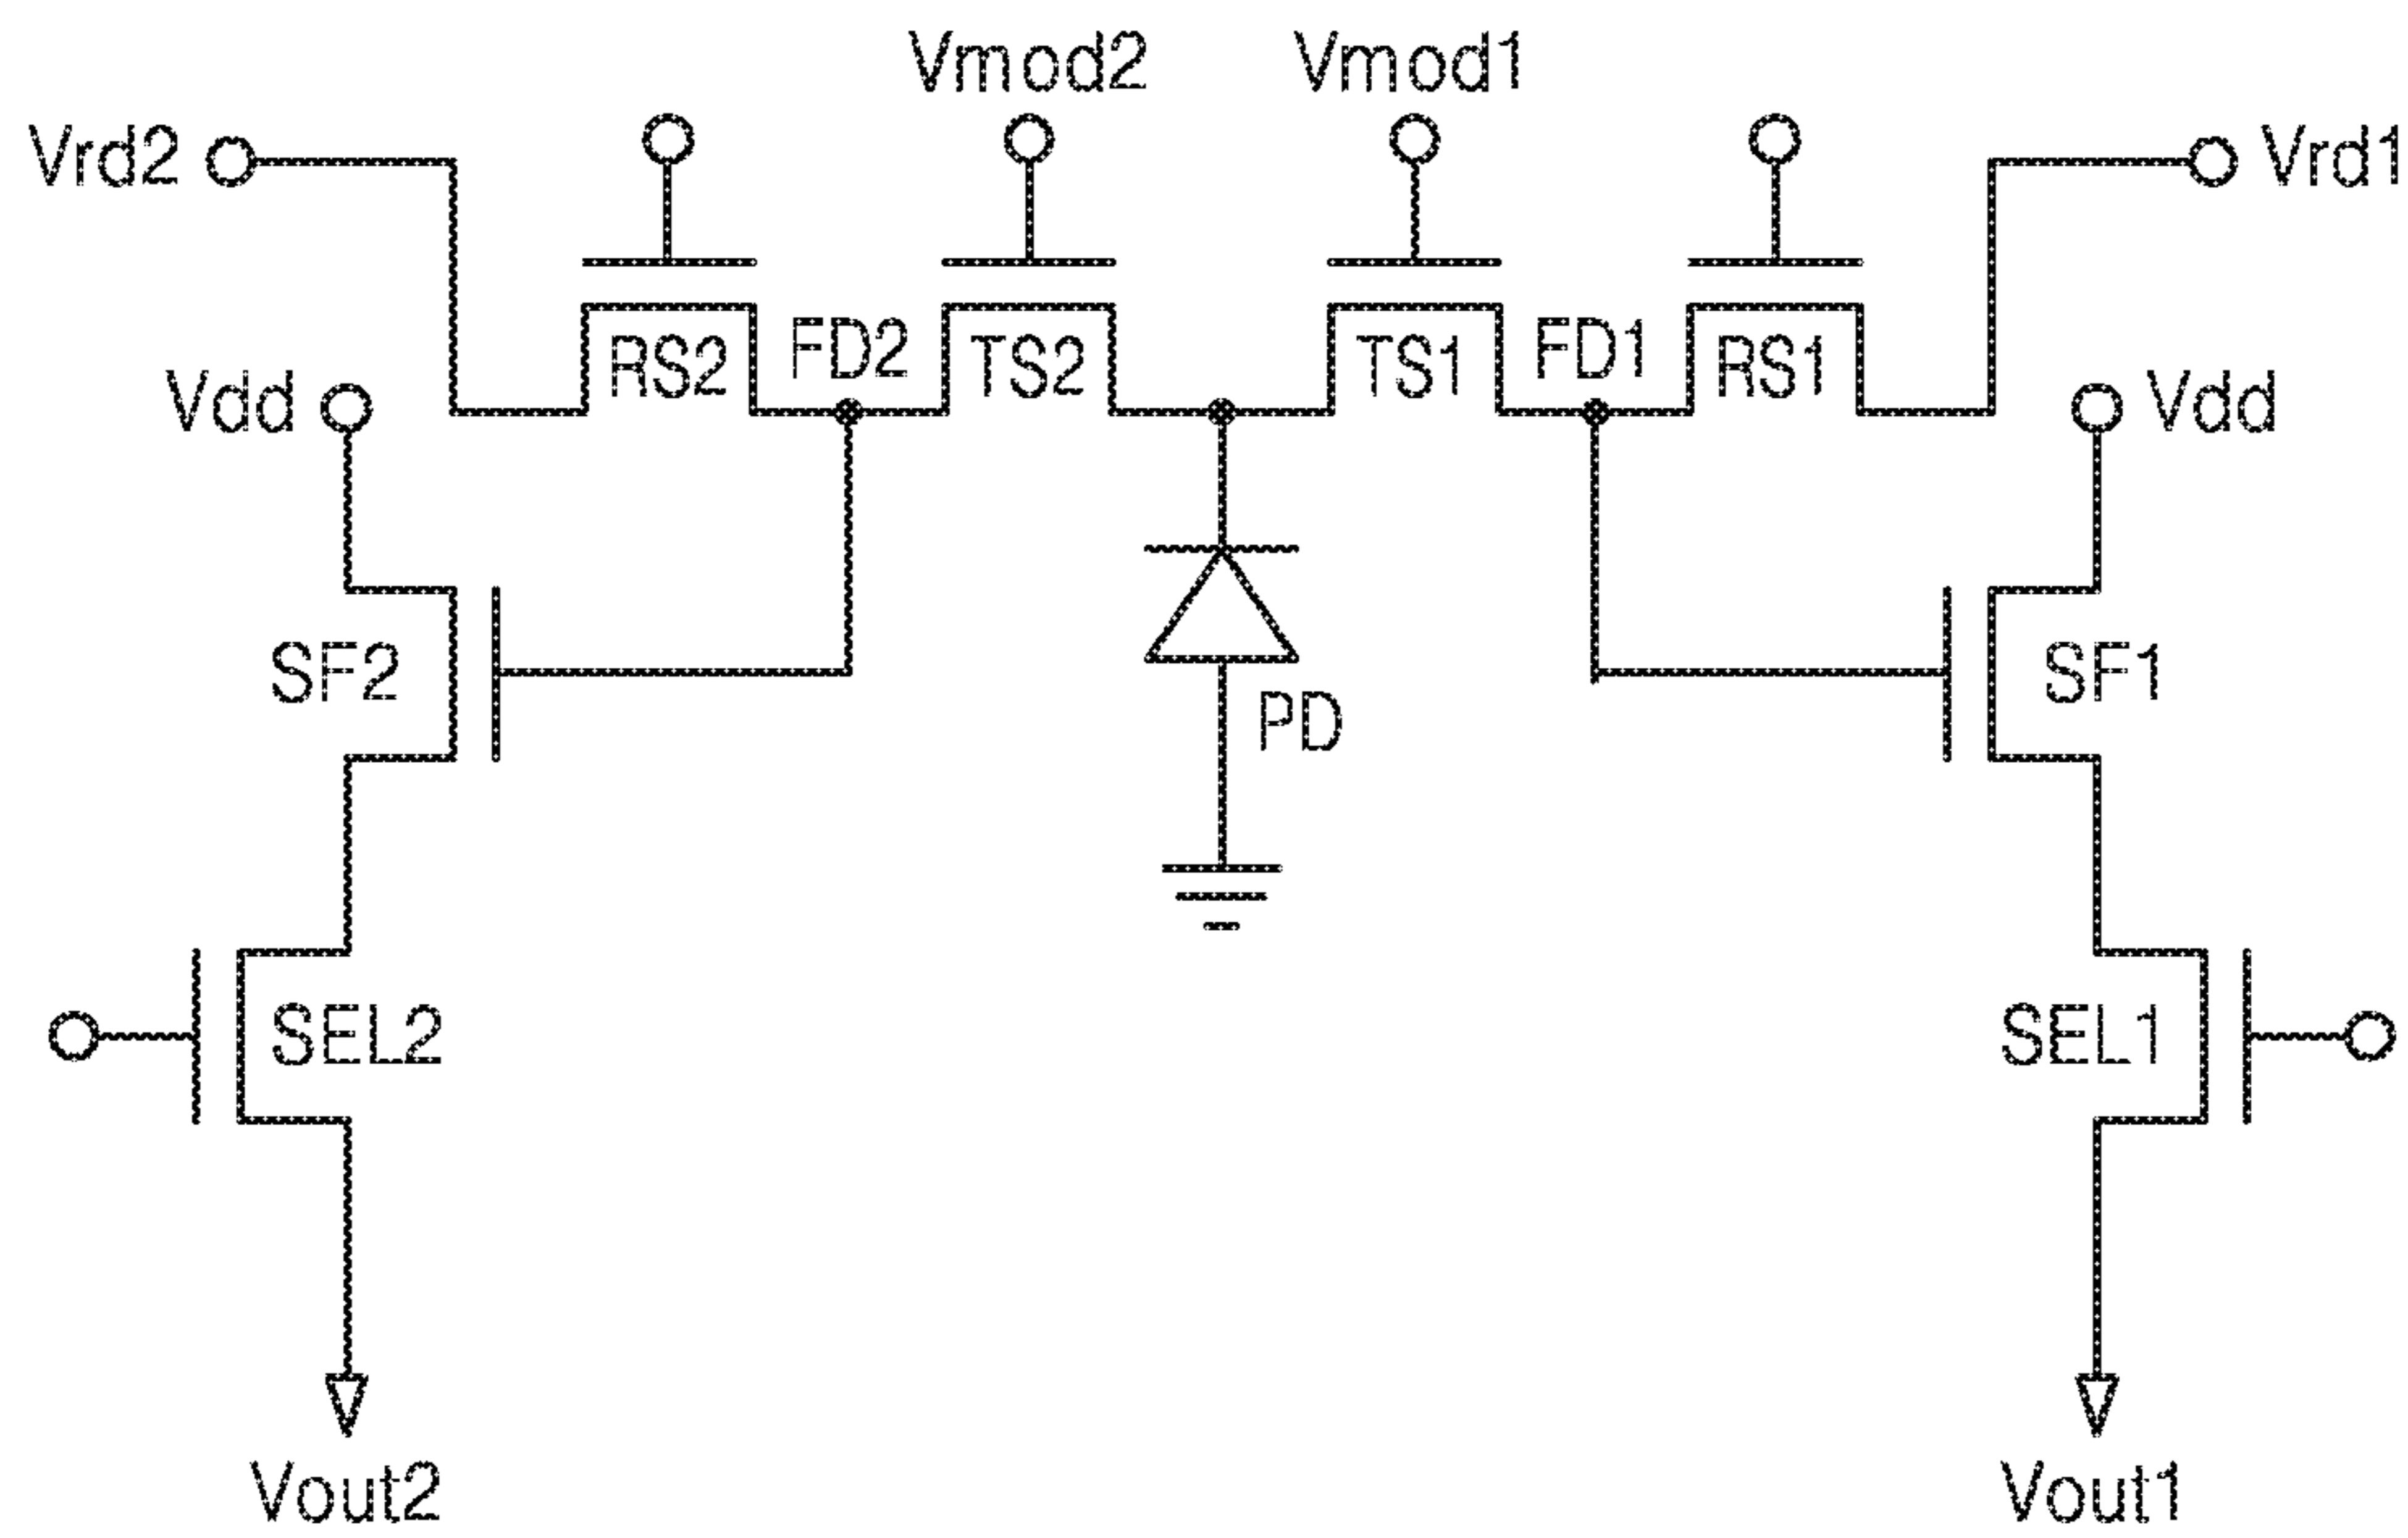 Vmod2 Vmod1
Vrd2 Vrd1
RS2 FD2 TS2 TS1 FD1 RS1
Vdd Vdd
SF2 SF1
PD
SEL2 SEL1
Vout2 Vout1